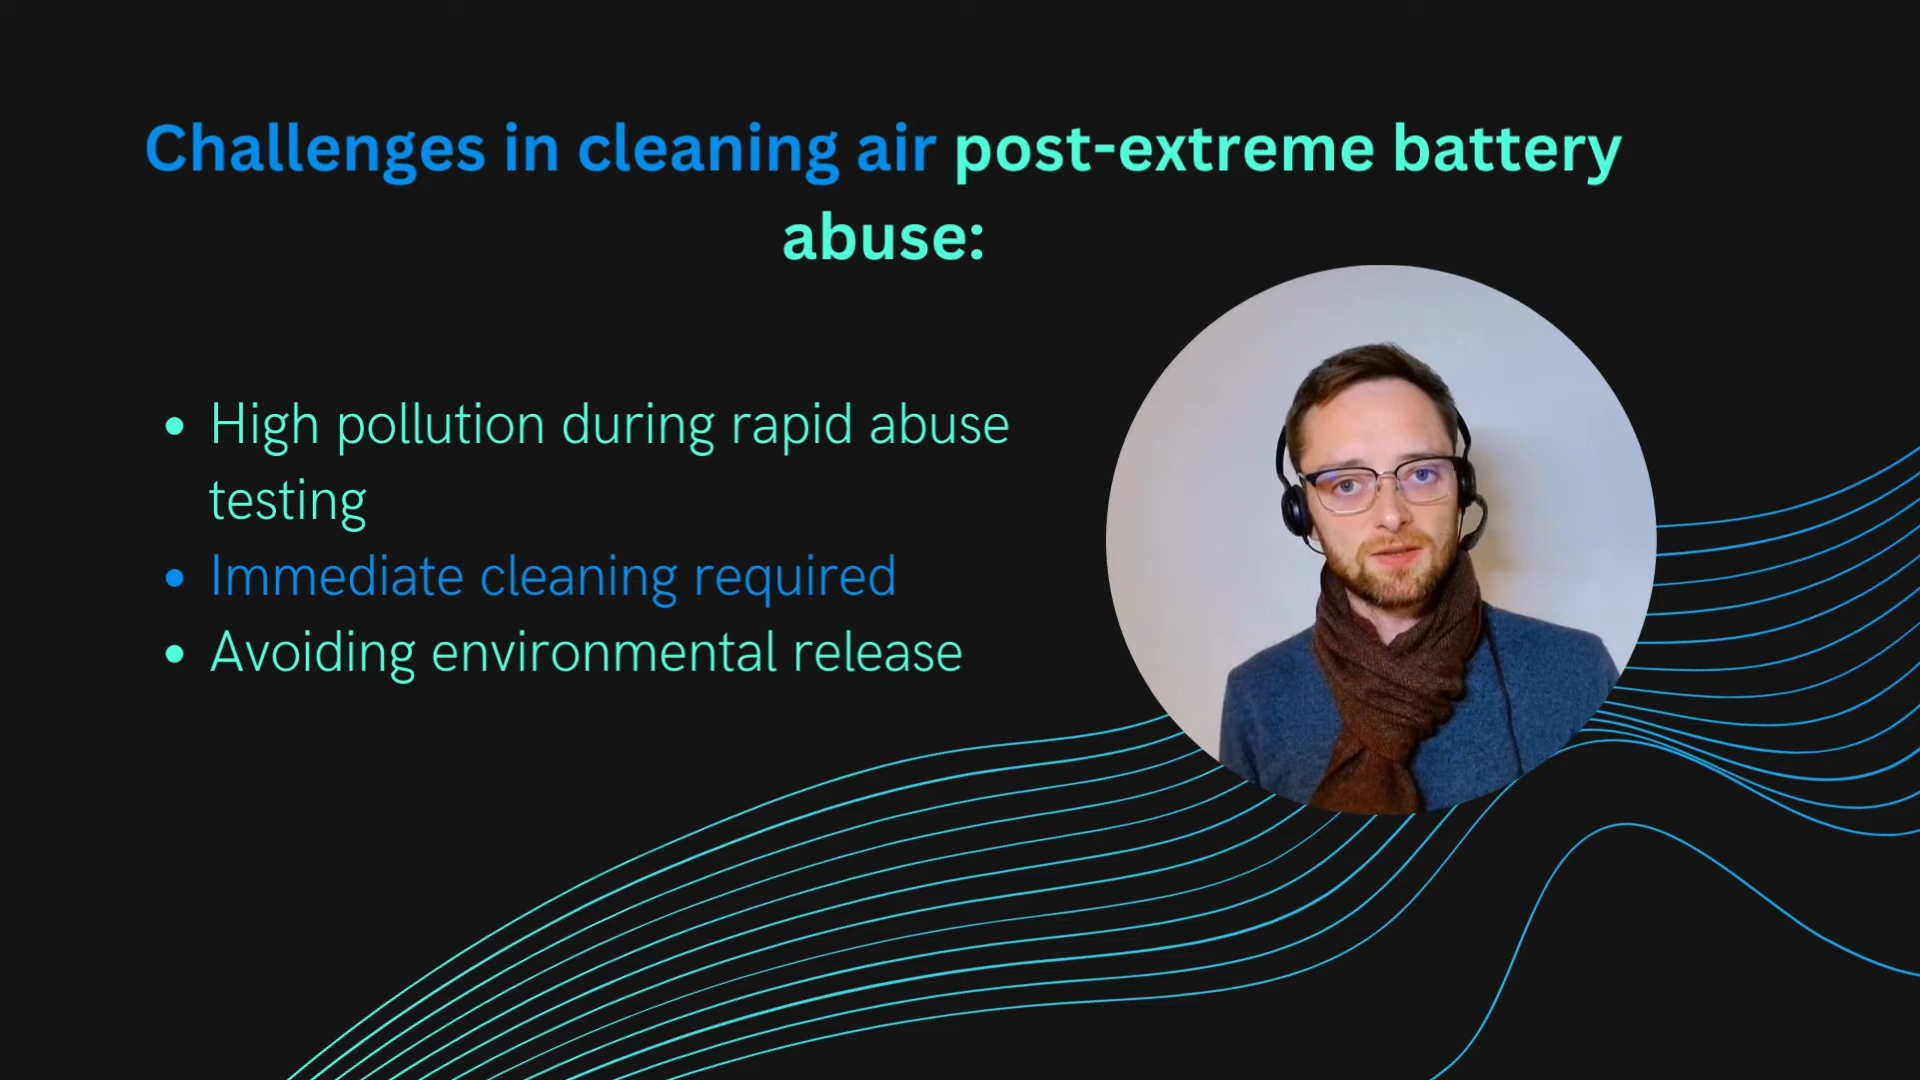 Challenges in cleaning air post-extreme battery
abuse:
• High pollution during rapid abuse
testing
• Immediate cleaning required
• Avoiding environmental release